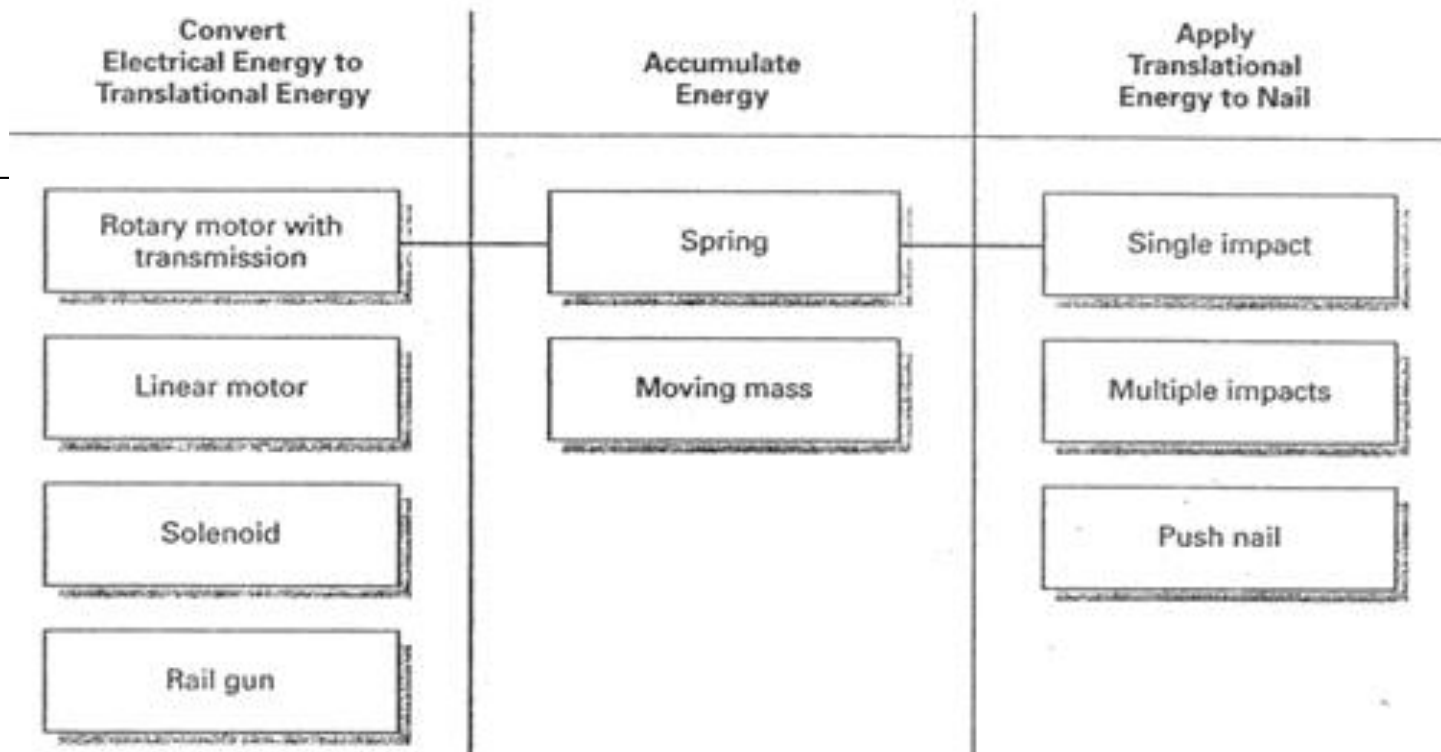 Convert
Electrical Energy to
Translational Energy
Accumulate
Energy
Apply
Translational
Energy to Nail
Rotary motor with
transmission
Spring
Single impact
Linear motor
Moving mass
Multiple impacts
Solenoid
Push nail
Rail gun